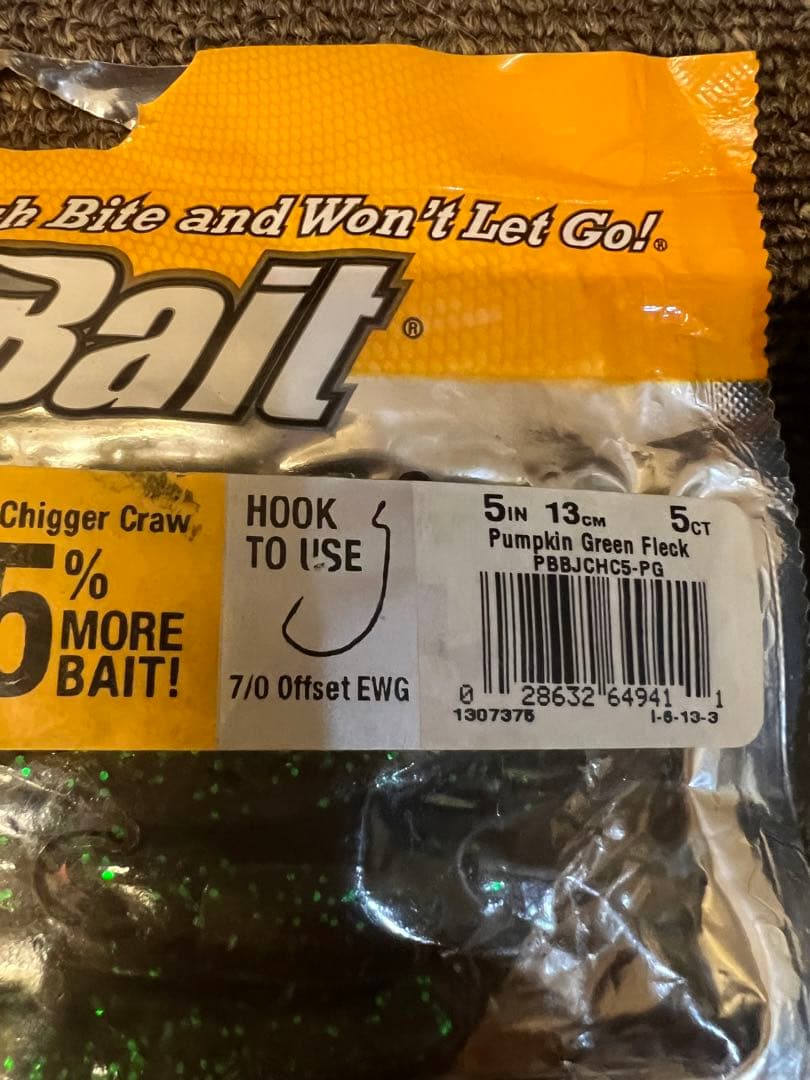 h Bite and Won't Let Go!®
Bait®
Chigger Craw
5%
MORE
BAIT!
HOOK
TO USE
7/0 Offset EWG
5IN 13CM 5CT
Pumpkin Green Fleck
PBBJCHC5-PG
0 28632 64941 1
1307375 I-6-13-3